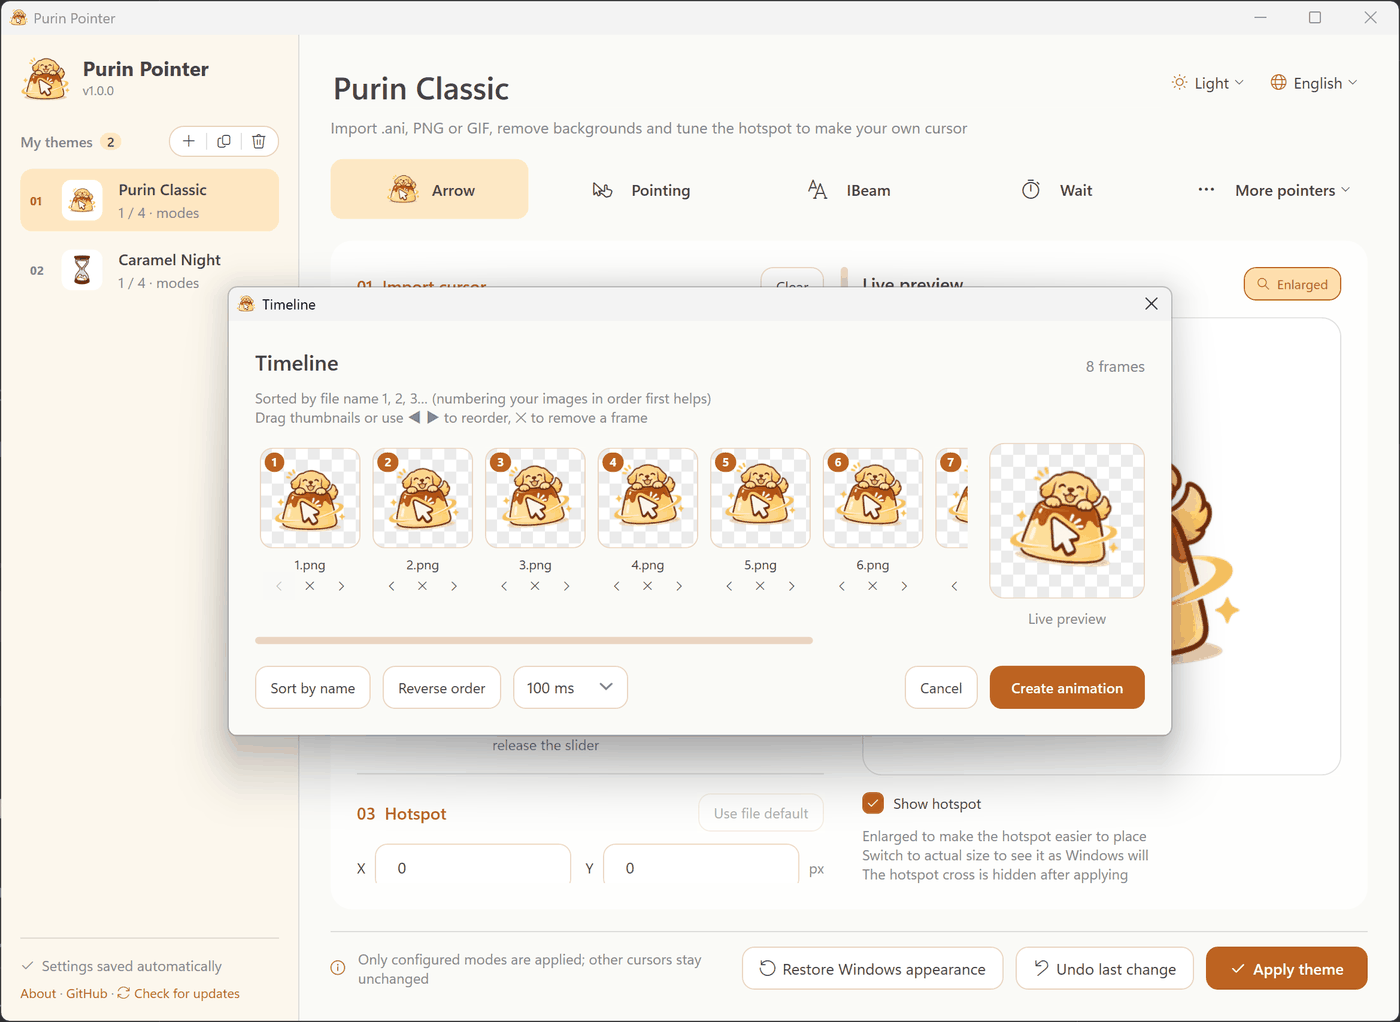 Purin Pointer
Purin Pointer
v1.0.0
My themes 2
01
Purin Classic
1 / 4 · modes
02
Caramel Night
1 / 4 · modes
Settings saved automatically
About · GitHub · Check for updates
Purin Classic
Light
English
Import .ani, PNG or GIF, remove backgrounds and tune the hotspot to make your own cursor
Arrow
Pointing
IBeam
Wait
More pointers
01 Import cursor
Clear
Live preview
Enlarged
Timeline
Timeline
8 frames
Sorted by file name 1, 2, 3... (numbering your images in order first helps)
Drag thumbnails or use ◀ ▶ to reorder, ✕ to remove a frame
1
2
3
4
5
6
7
1.png
2.png
3.png
4.png
5.png
6.png
Live preview
Sort by name
Reverse order
100 ms
Cancel
Create animation
release the slider
03 Hotspot
Use file default
X 0
Y 0
px
Show hotspot
Enlarged to make the hotspot easier to place
Switch to actual size to see it as Windows will
The hotspot cross is hidden after applying
Only configured modes are applied; other cursors stay
unchanged
Restore Windows appearance
Undo last change
Apply theme